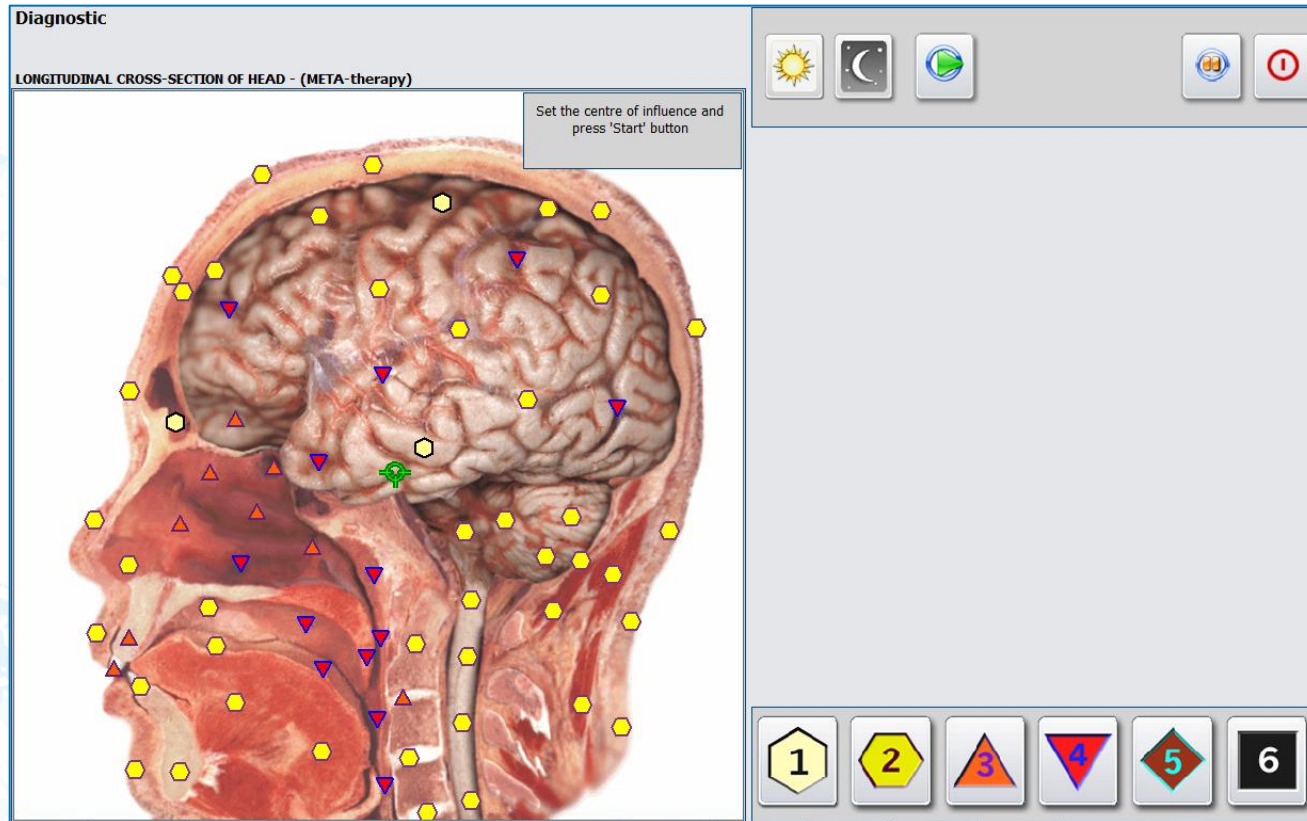 Diagnostic
LONGITUDINAL CROSS-SECTION OF HEAD - (META-therapy)
Set the centre of influence and
press 'Start' button
1 2 3 4 5 6